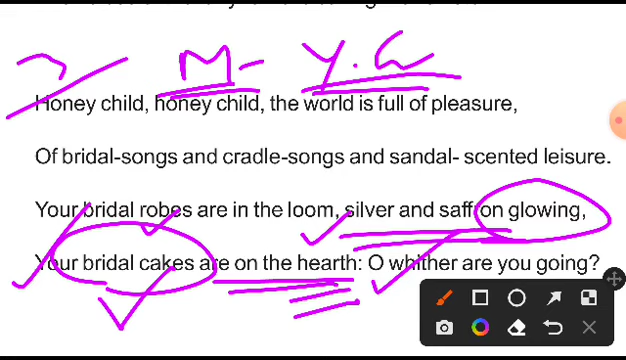 M - Y. G
Honey child, honey child, the world is full of pleasure,
Of bridal-songs and cradle-songs and sandal- scented leisure.
Your bridal robes are in the loom, silver and saffron glowing,
Your bridal cakes are on the hearth: O whither are you going?